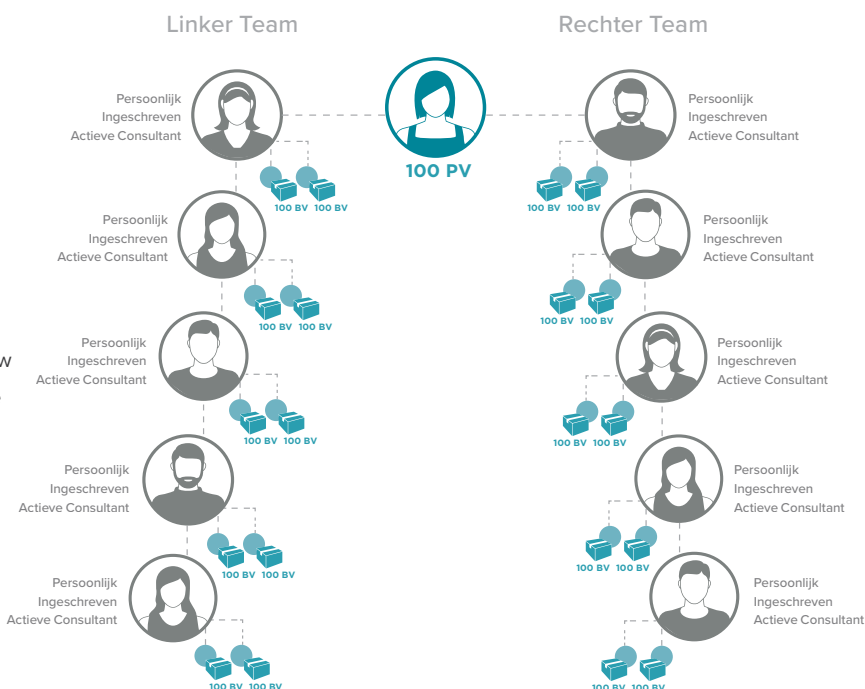 Linker Team
Rechter Team
Persoonlijk
Ingeschreven
Actieve Consultant
100 PV
Persoonlijk
Ingeschreven
Actieve Consultant
100 BV 100 BV
100 BV 100 BV
Persoonlijk
Ingeschreven
Actieve Consultant
Persoonlijk
Ingeschreven
Actieve Consultant
100 BV 100 BV
100 BV 100 BV
Persoonlijk
Ingeschreven
Actieve Consultant
Persoonlijk
Ingeschreven
Actieve Consultant
100 BV 100 BV
100 BV 100 BV
Persoonlijk
Ingeschreven
Actieve Consultant
Persoonlijk
Ingeschreven
Actieve Consultant
100 BV 100 BV
100 BV 100 BV
Persoonlijk
Ingeschreven
Actieve Consultant
Persoonlijk
Ingeschreven
Actieve Consultant
100 BV 100 BV
100 BV 100 BV